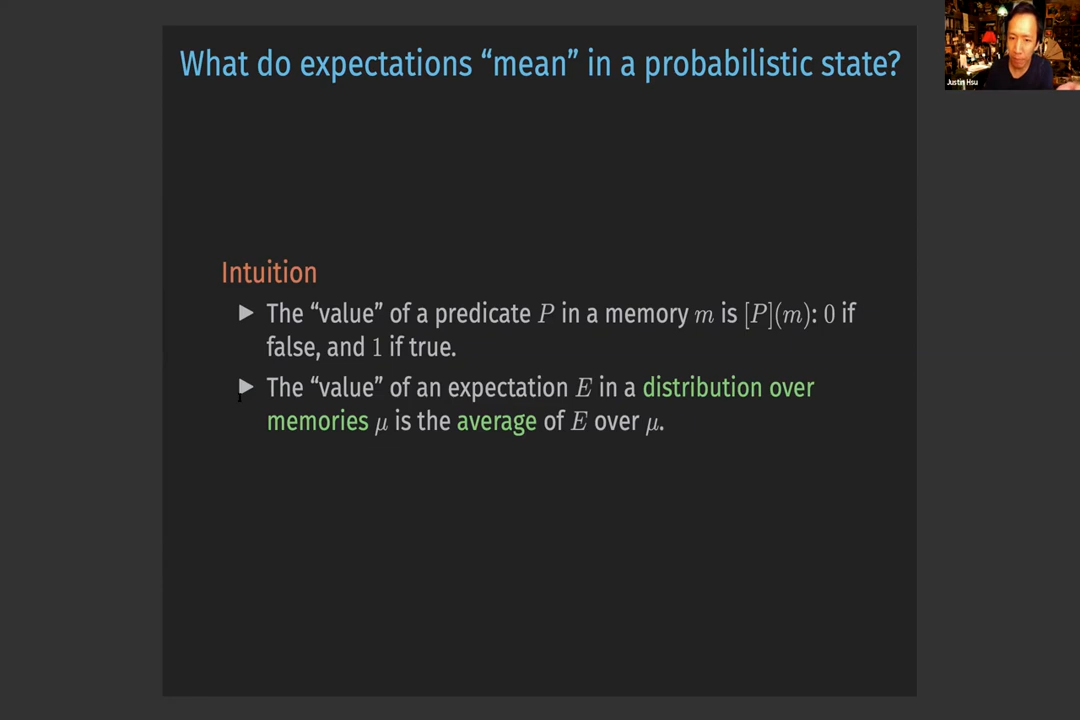 What do expectations “mean” in a probabilistic state?
Justin Hsu
Intuition
▶ The “value” of a predicate P in a memory m is [P](m): 0 if
false, and 1 if true.
▶ The “value” of an expectation E in a distribution over
memories μ is the average of E over μ.